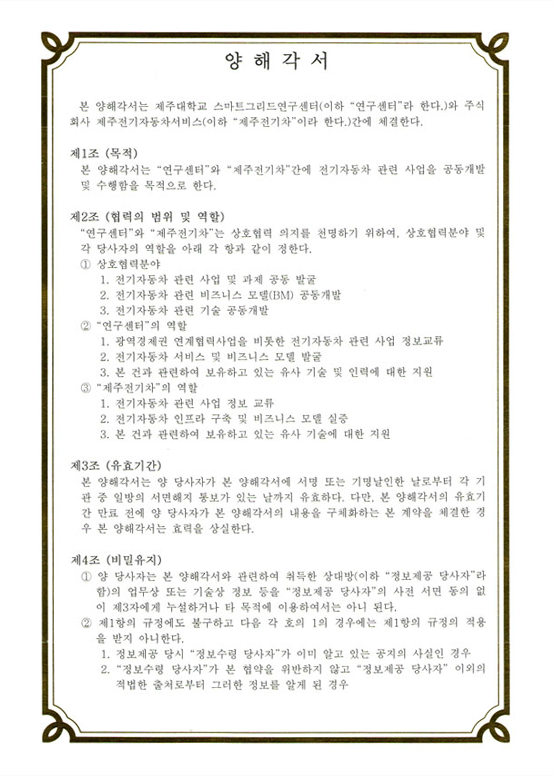 양 해 각 서
본 양해각서는 제주대학교 스마트그리드연구센터(이하 “연구센터”라 한다.)와 주식
회사 제주전기자동차서비스(이하 “제주전기차”이라 한다.)간에 체결한다.
제1조 (목적)
본 양해각서는 “연구센터”와 “제주전기차”간에 전기자동차 관련 사업을 공동개발
및 수행함을 목적으로 한다.
제2조 (협력의 범위 및 역할)
“연구센터”와 “제주전기차”는 상호협력 의지를 천명하기 위하여, 상호협력분야 및
각 당사자의 역할을 아래 각 항과 같이 정한다.
① 상호협력분야
1. 전기자동차 관련 사업 및 과제 공동 발굴
2. 전기자동차 관련 비즈니스 모델(BM) 공동개발
3. 전기자동차 관련 기술 공동개발
② “연구센터”의 역할
1. 광역경제권 연계협력사업을 비롯한 전기자동차 관련 사업 정보교류
2. 전기자동차 서비스 및 비즈니스 모델 발굴
3. 본 건과 관련하여 보유하고 있는 유사 기술 및 인력에 대한 지원
③ “제주전기차”의 역할
1. 전기자동차 관련 사업 정보 교류
2. 전기자동차 인프라 구축 및 비즈니스 모델 실증
3. 본 건과 관련하여 보유하고 있는 유사 기술에 대한 지원
제3조 (유효기간)
본 양해각서는 양 당사자가 본 양해각서에 서명 또는 기명날인한 날로부터 각 기
관 중 일방의 서면해지 통보가 있는 날까지 유효하다. 다만, 본 양해각서의 유효기
간 만료 전에 양 당사자가 본 양해각서의 내용을 구체화하는 본 계약을 체결한 경
우 본 양해각서는 효력을 상실한다.
제4조 (비밀유지)
① 양 당사자는 본 양해각서와 관련하여 취득한 상대방(이하 “정보제공 당사자”라
함)의 업무상 또는 기술상 정보 등을 “정보제공 당사자”의 사전 서면 동의 없
이 제3자에게 누설하거나 타 목적에 이용하여서는 아니 된다.
② 제1항의 규정에도 불구하고 다음 각 호의 1의 경우에는 제1항의 규정의 적용
을 받지 아니한다.
1. 정보제공 당시 “정보수령 당사자”가 이미 알고 있는 공지의 사실인 경우
2. “정보수령 당사자”가 본 협약을 위반하지 않고 “정보제공 당사자” 이외의
적법한 출처로부터 그러한 정보를 알게 된 경우